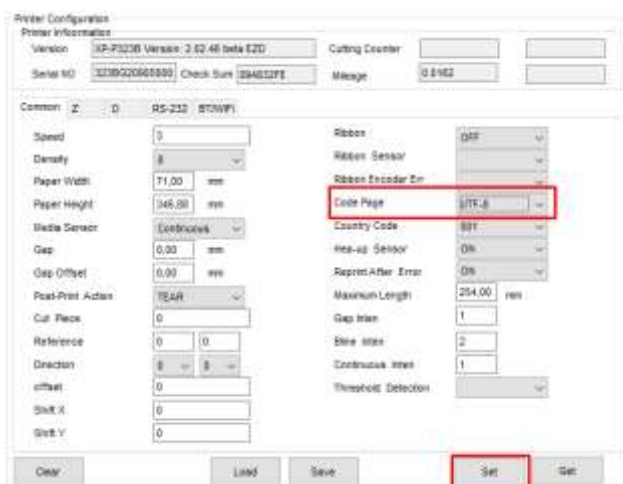 Printer Configuration
Printer Infoormation
Version XP-P323B Version: 2.02.46 beta EZD Cutting Counter
Serial NO Check Sum Mileage 0.0162
Common Z D RS-232 BT/WIFI
Speed 3 Ribbon OFF
Density 8 Ribbon Sensor
Paper Width 71,00 mm Ribbon Encoder Err
Paper Height mm Code Page UTF-8
Media Sensor Continuous Country Code 001
Gap 0,00 mm Head-up Sensor ON
Gap Offset 0,00 mm Reprint After Error ON
Post-Print Action TEAR Maximum Length 254,00 mm
Cut Piece 0 Gap Inten 1
Reference 0 0 Bline Inten 2
Direction 0 0 Continuous Inten 1
offset 0 Threshold Detection
Shift X 0
Shift Y 0
Clear Load Save Set Get